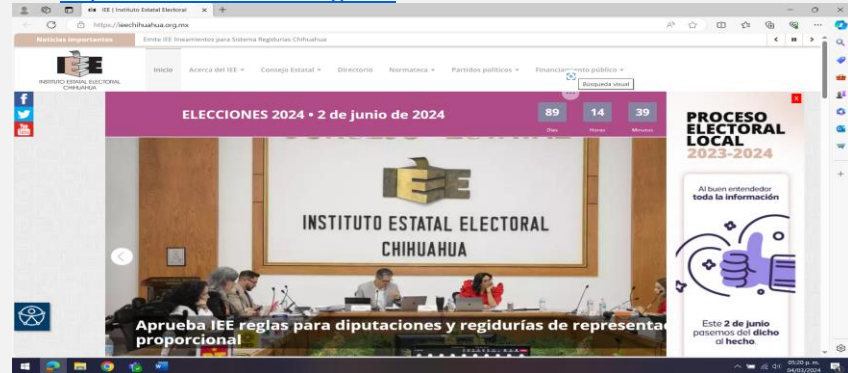 IEE | Instituto Estatal Electoral
https://ieechihuahua.org.mx
Noticias Importantes
Emite IEE lineamientos para Sistema Regidurías Chihuahua
INSTITUTO ESTATAL ELECTORAL
CHIHUAHUA
Inicio
Acerca del IEE
Consejo Estatal
Directorio
Normateca
Partidos políticos
Financiamiento público
Búsqueda visual
ELECCIONES 2024 • 2 de junio de 2024
89 14 39
Días Horas Minutos
INSTITUTO ESTATAL ELECTORAL
CHIHUAHUA
Aprueba IEE reglas para diputaciones y regidurías de representa
proporcional
X
PROCESO
ELECTORAL
LOCAL
2023-2024
Al buen entendedor
toda la información
Este 2 de junio
pasemos del dicho
al hecho.
05:20 p. m.
04/03/2024